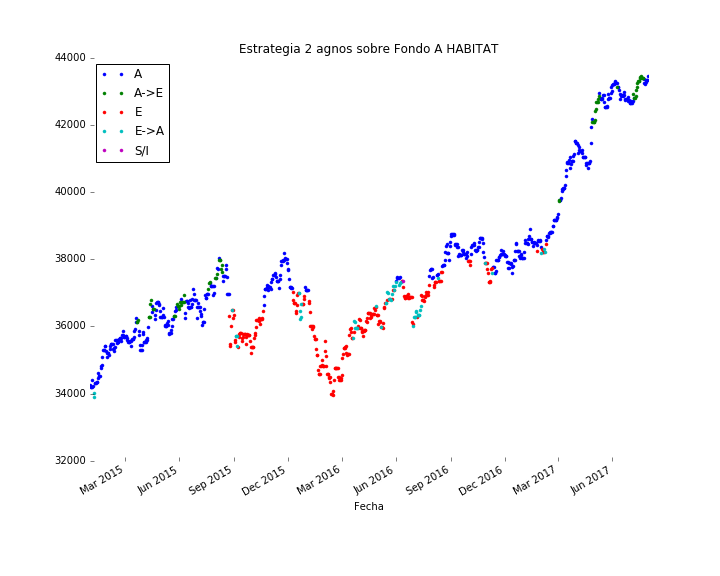 Estrategia 2 agnos sobre Fondo A HABITAT
44000
42000
40000
38000
36000
34000
32000
A
A->E
E
E->A
S/I
Mar 2015
Jun 2015
Sep 2015
Dec 2015
Mar 2016
Jun 2016
Sep 2016
Dec 2016
Mar 2017
Jun 2017
Fecha